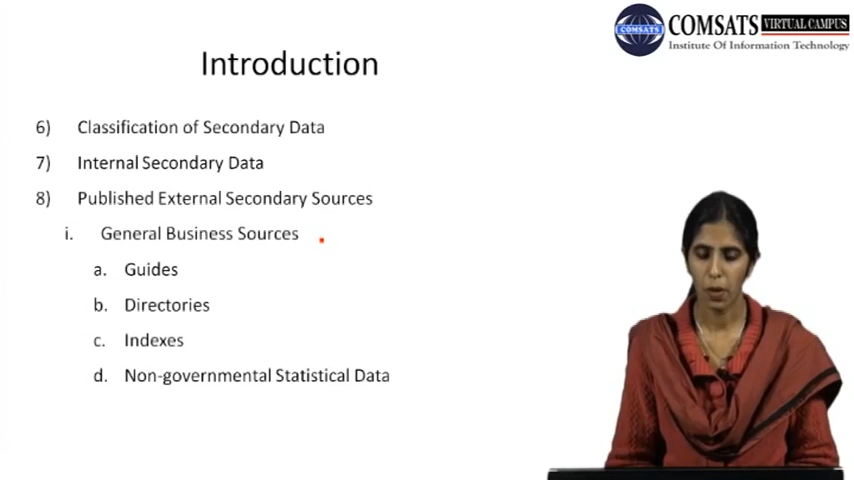 COMSATS
COMSATS VIRTUAL CAMPUS
Institute Of Information Technology
Introduction
6) Classification of Secondary Data
7) Internal Secondary Data
8) Published External Secondary Sources
i. General Business Sources
a. Guides
b. Directories
c. Indexes
d. Non-governmental Statistical Data